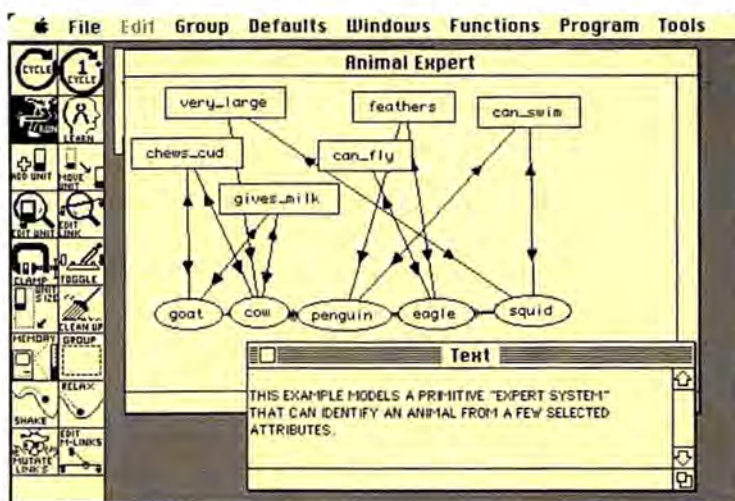 File Edit Group Defaults Windows Functions Program Tools
Animal Expert
CYCLE
1 CYCLE
LEARN
ADD UNIT
MOVE UNIT
EDIT UNIT
EDIT LINK
CLAMP
TOGGLE
UNIT SIZE
CLEAN UP
MEMORY
GROUP
SHAKE
RELAX
MUTATE LINKS
EDIT M-LINKS
very_large
feathers
can_swim
chews_cud
can_fly
gives_milk
goat
cow
penguin
eagle
squid
Text
THIS EXAMPLE MODELS A PRIMITIVE "EXPERT SYSTEM"
THAT CAN IDENTIFY AN ANIMAL FROM A FEW SELECTED
ATTRIBUTES.